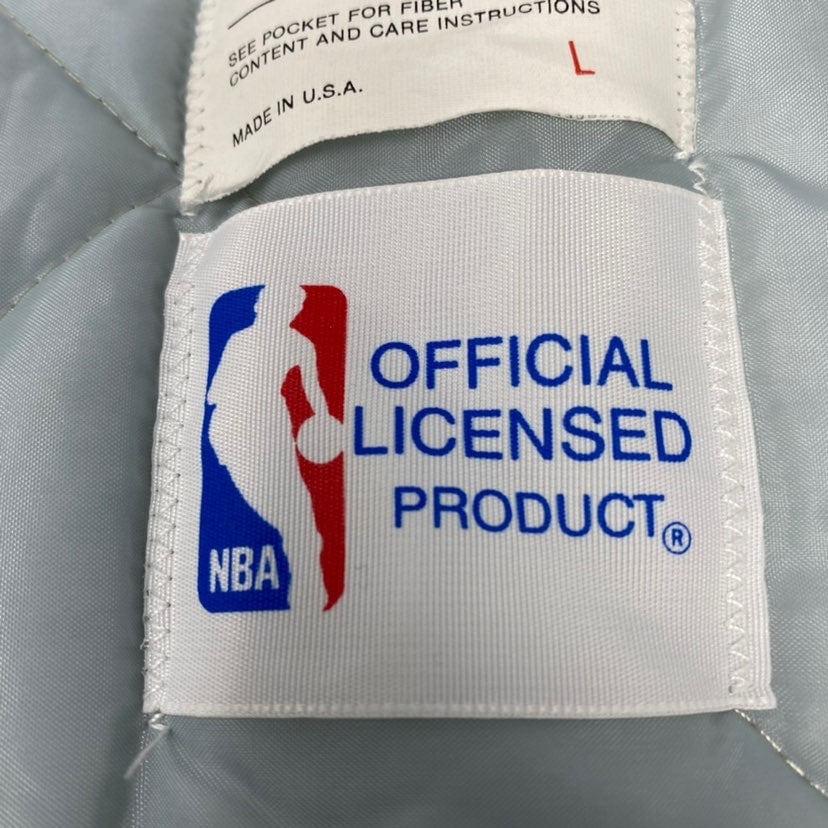 SEE POCKET FOR FIBER
CONTENT AND CARE INSTRUCTIONS
L
MADE IN U.S.A.
OFFICIAL
LICENSED
PRODUCT®
NBA